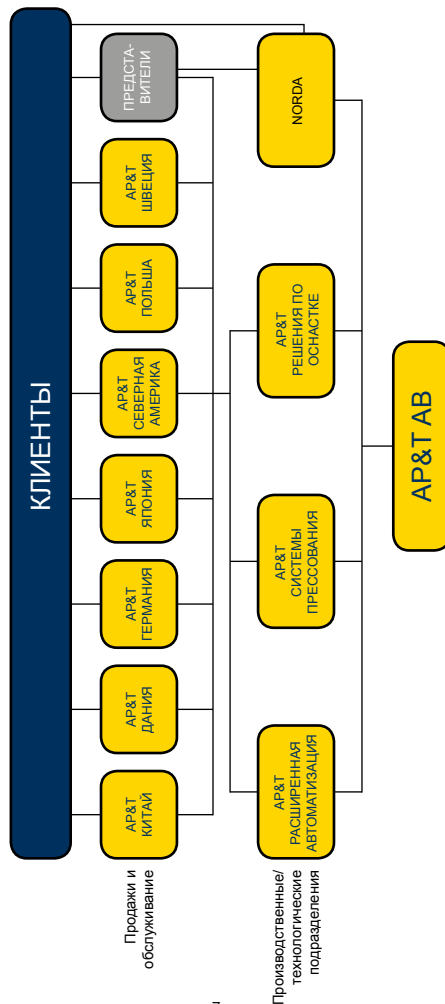 КЛИЕНТЫ
Продажи и
обслуживание
AP&T
КИТАЙ
AP&T
ДАНИЯ
AP&T
ГЕРМАНИЯ
AP&T
ЯПОНИЯ
AP&T
СЕВЕРНАЯ
АМЕРИКА
AP&T
ПОЛЬША
AP&T
ШВЕЦИЯ
ПРЕДСТА-
ВИТЕЛИ
Производственные/
технологические
подразделения
AP&T
РАСШИРЕННАЯ
АВТОМАТИЗАЦИЯ
AP&T
СИСТЕМЫ
ПРЕССОВАНИЯ
AP&T
РЕШЕНИЯ ПО
ОСНАСТКЕ
NORDA
AP&T AB